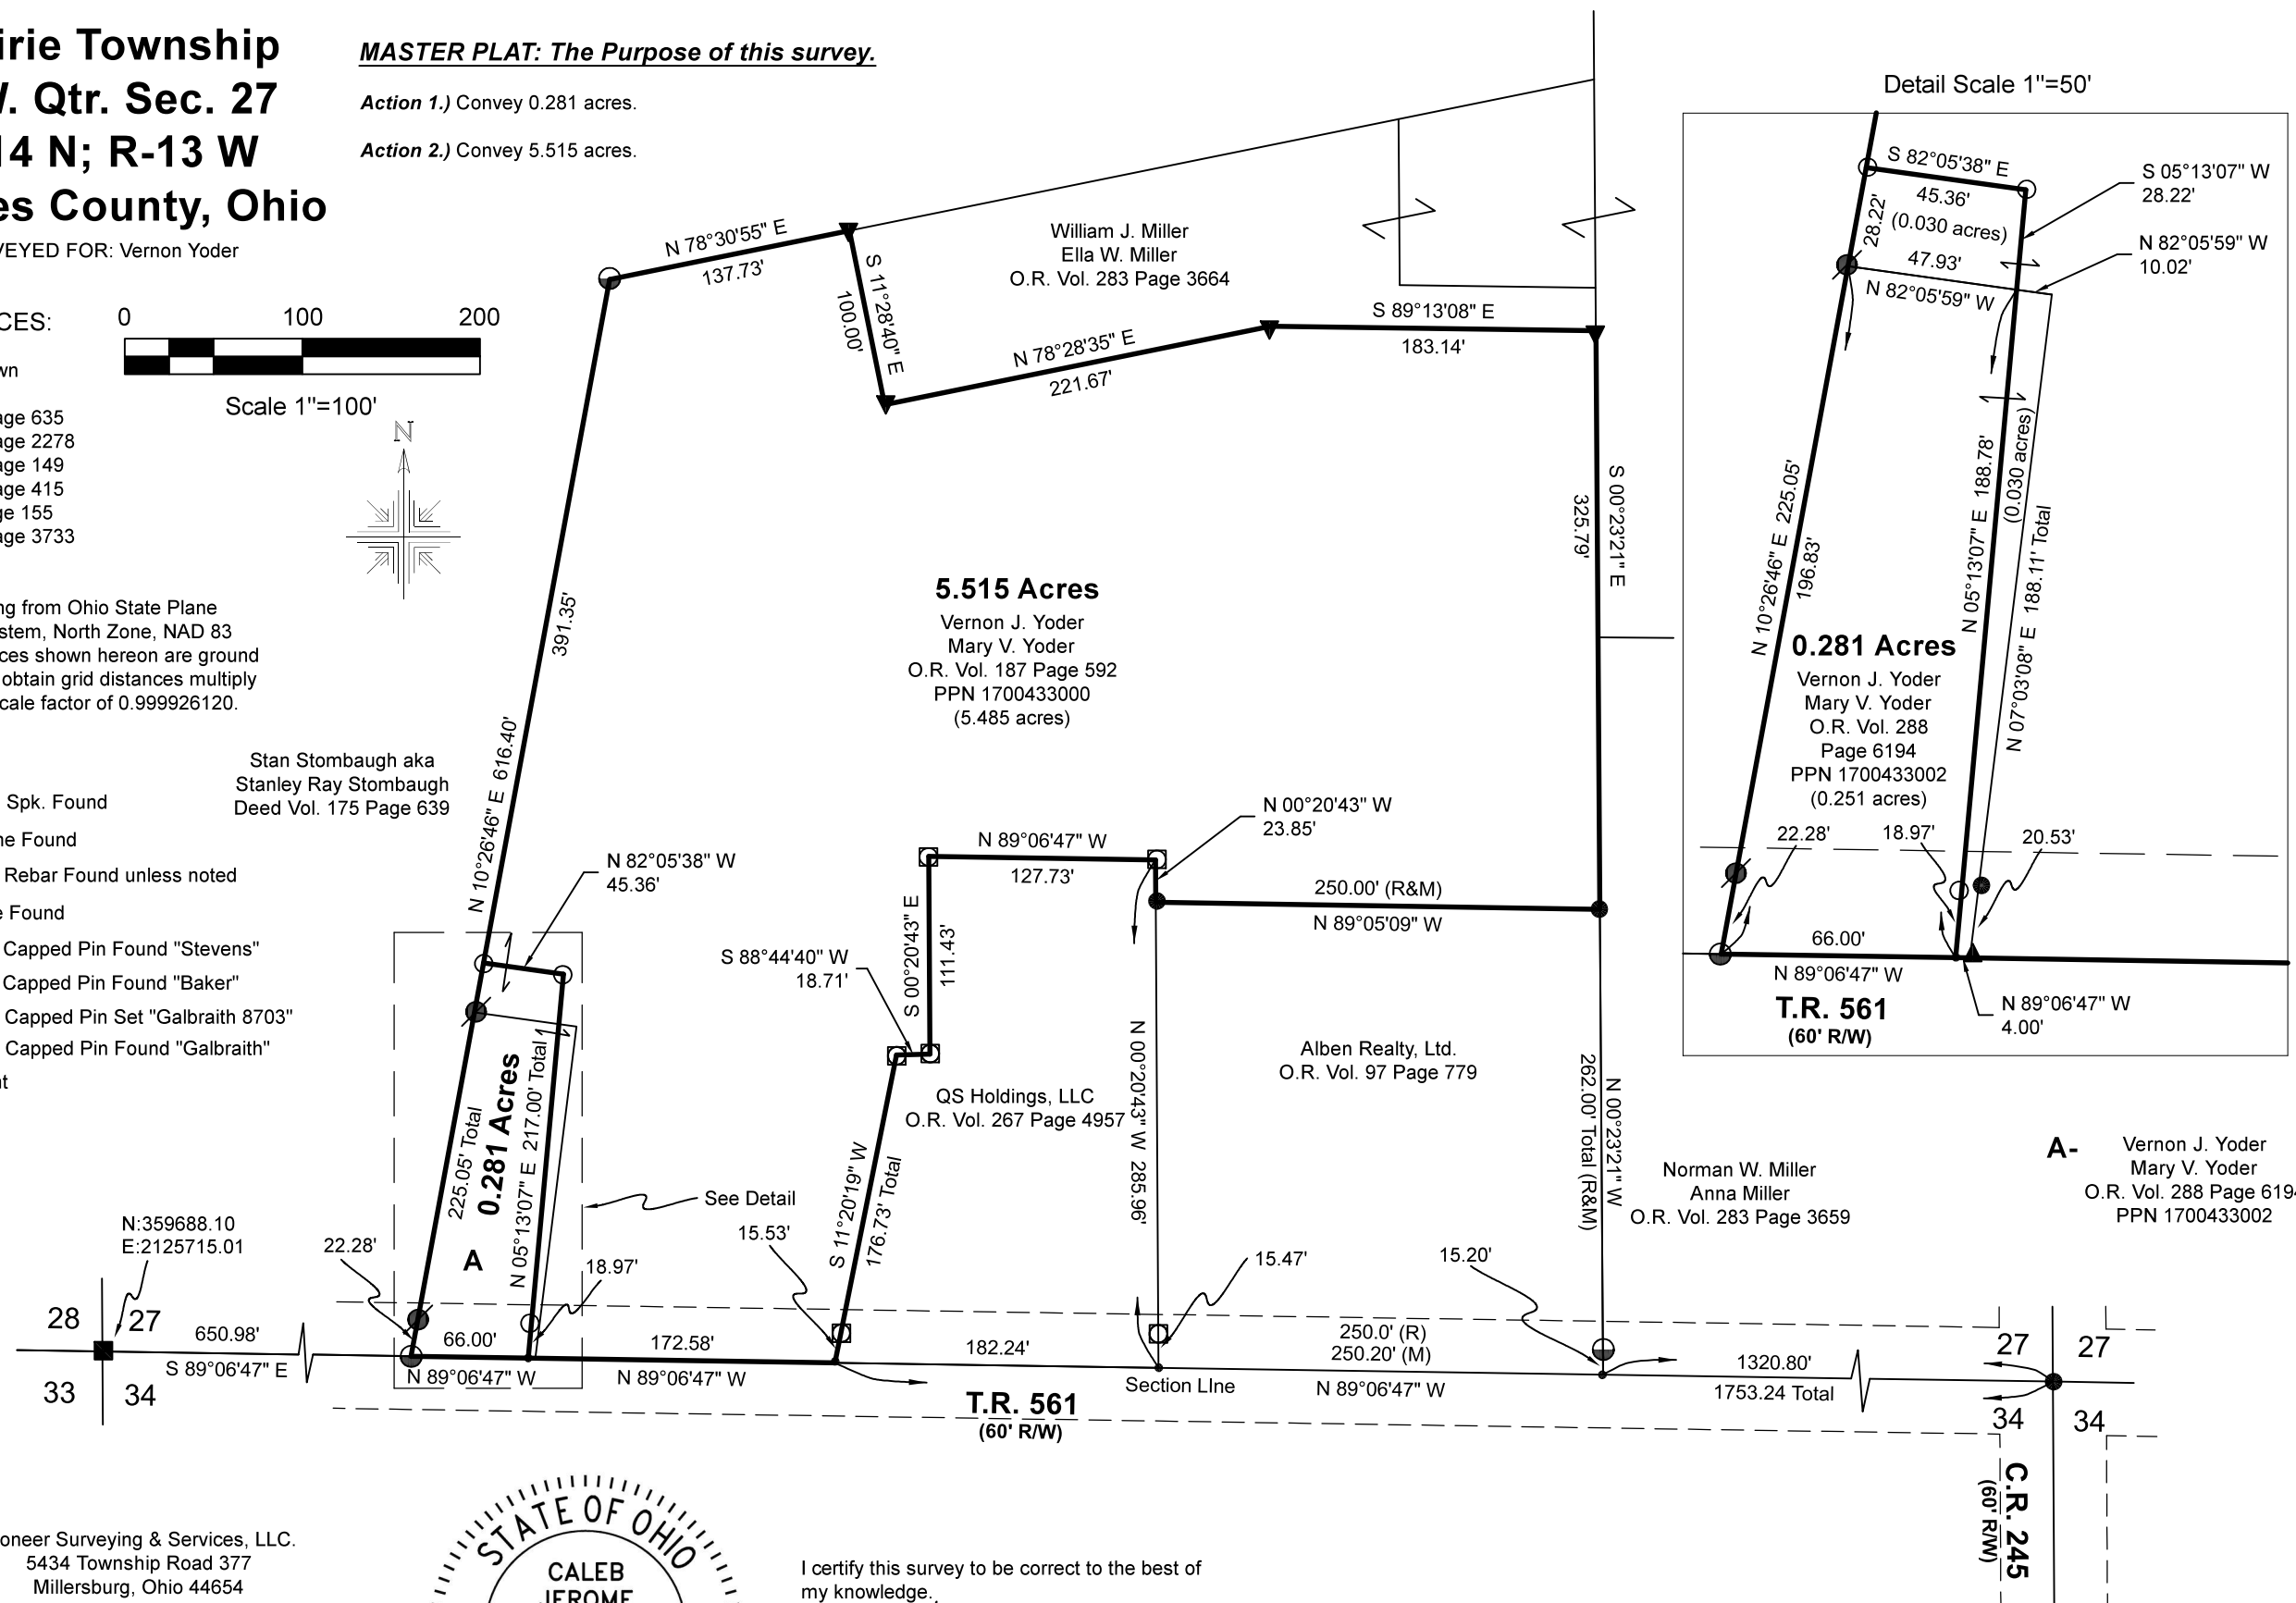 irie Township
. Qtr. Sec. 27
14 N; R-13 W
es County, Ohio
VEYED FOR: Vernon Yoder
MASTER PLAT: The Purpose of this survey.
Action 1.) Convey 0.281 acres.
Action 2.) Convey 5.515 acres.
CES:
0 100 200
Scale 1"=100'
N
wn
age 635
age 2278
age 149
age 415
ge 155
age 3733
ng from Ohio State Plane
stem, North Zone, NAD 83
ces shown hereon are ground
obtain grid distances multiply
cale factor of 0.999926120.
Spk. Found
ne Found
Rebar Found unless noted
e Found
Capped Pin Found "Stevens"
Capped Pin Found "Baker"
Capped Pin Set "Galbraith 8703"
Capped Pin Found "Galbraith"
nt
N 78°30'55" E
137.73'
S 11°28'40" E
100.00'
William J. Miller
Ella W. Miller
O.R. Vol. 283 Page 3664
N 78°28'35" E
221.67'
S 89°13'08" E
183.14'
S 00°23'21" E
325.79'
391.35'
N 10°26'46" E 616.40'
5.515 Acres
Vernon J. Yoder
Mary V. Yoder
O.R. Vol. 187 Page 592
PPN 1700433000
(5.485 acres)
Stan Stombaugh aka
Stanley Ray Stombaugh
Deed Vol. 175 Page 639
N 82°05'38" W
45.36'
N 00°20'43" W
23.85'
N 89°06'47" W
127.73'
250.00' (R&M)
N 89°05'09" W
S 00°20'43" E
111.43'
S 88°44'40" W
18.71'
QS Holdings, LLC
O.R. Vol. 267 Page 4957
N 00°20'43" W 285.96'
Alben Realty, Ltd.
O.R. Vol. 97 Page 779
N 00°23'21" W
262.00' Total (R&M)
Norman W. Miller
Anna Miller
O.R. Vol. 283 Page 3659
225.05' Total
0.281 Acres
N 05°13'07" E 217.00' Total
A
See Detail
S 11°20'19" W
176.73' Total
15.53'
15.47'
15.20'
22.28'
18.97'
N:359688.10
E:2125715.01
28 27
33 34
650.98'
S 89°06'47" E
66.00'
N 89°06'47" W
172.58'
N 89°06'47" W
182.24'
Section LIne
250.0' (R)
250.20' (M)
N 89°06'47" W
1320.80'
1753.24 Total
T.R. 561
(60' R/W)
27 27
34 34
C.R. 245
(60' R/W)
Detail Scale 1"=50'
S 82°05'38" E
45.36'
(0.030 acres)
28.22'
47.93'
N 82°05'59" W
S 05°13'07" W
28.22'
N 82°05'59" W
10.02'
N 10°26'46" E 225.05'
196.83'
N 05°13'07" E 188.78'
(0.030 acres)
N 07°03'08" E 188.11' Total
0.281 Acres
Vernon J. Yoder
Mary V. Yoder
O.R. Vol. 288
Page 6194
PPN 1700433002
(0.251 acres)
22.28'
18.97'
20.53'
66.00'
N 89°06'47" W
T.R. 561
(60' R/W)
N 89°06'47" W
4.00'
A-
Vernon J. Yoder
Mary V. Yoder
O.R. Vol. 288 Page 619
PPN 1700433002
oneer Surveying & Services, LLC.
5434 Township Road 377
Millersburg, Ohio 44654
STATE OF OHIO
CALEB
JEROME
I certify this survey to be correct to the best of
my knowledge.